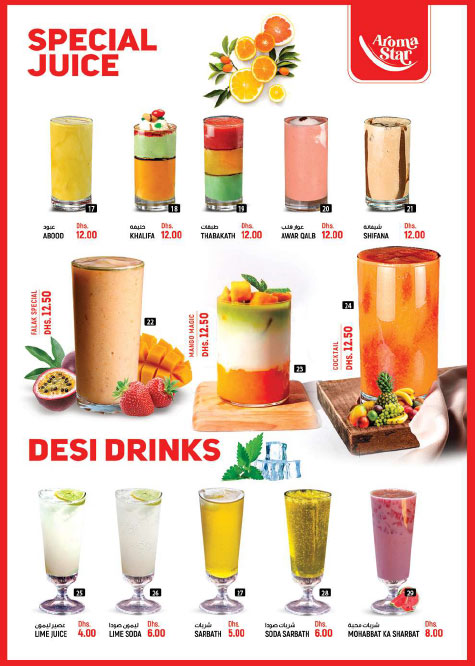 SPECIAL
JUICE
Aroma
Star
17
18
19
20
21
عبود
ABOOD
Dhs.
12.00
خليفة
KHALIFA
Dhs.
12.00
طبقات
THABAKATH
Dhs.
12.00
عوار قلب
AWAR QALB
Dhs.
12.00
شيفانة
SHIFANA
Dhs.
12.00
FALAK SPECIAL
DHS. 12.50
22
MANGO MAGIC
DHS. 12.50
23
COCKTAIL
DHS. 12.50
24
DESI DRINKS
25
26
17
28
29
عصير ليمون
LIME JUICE
Dhs.
4.00
ليمون صودا
LIME SODA
Dhs.
6.00
شربات
SARBATH
Dhs.
5.00
شربات صودا
SODA SARBATH
Dhs.
6.00
شربات محبة
MOHABBAT KA SHARBAT
Dhs.
8.00